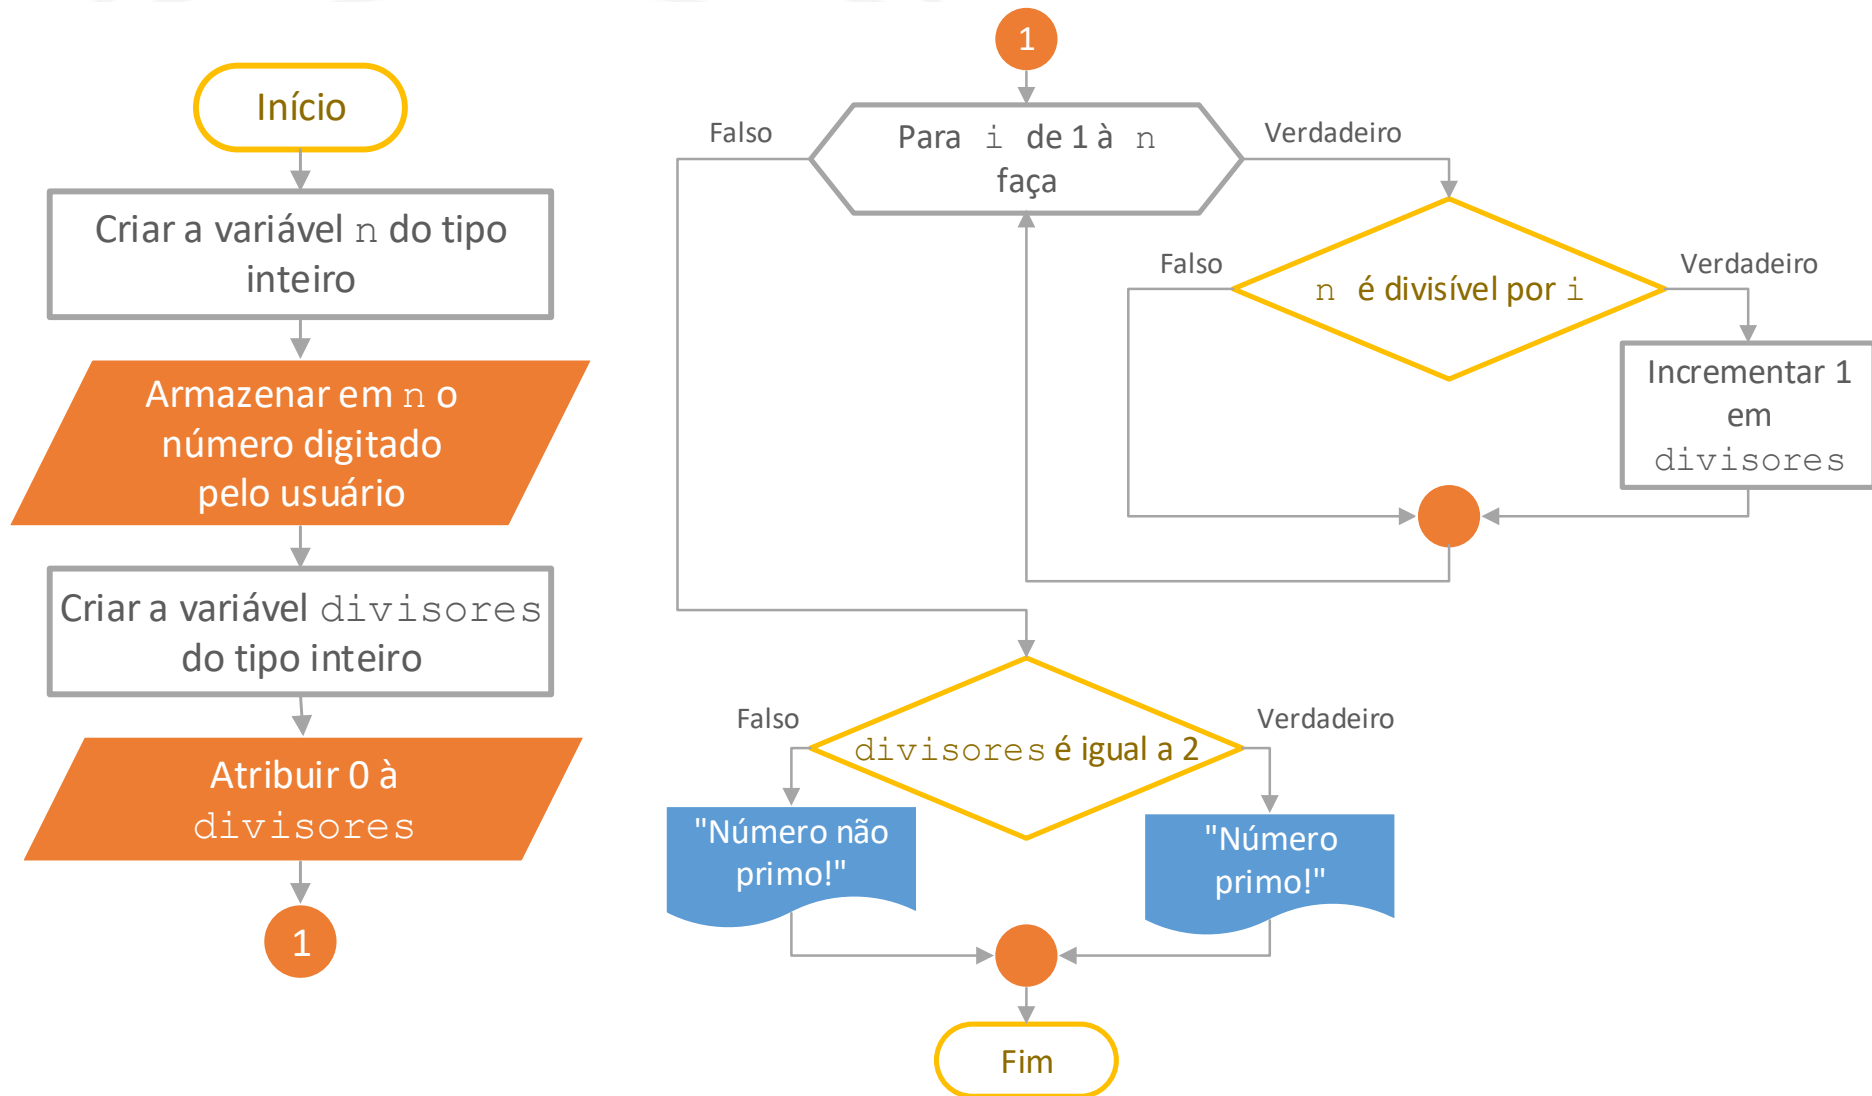 Início
Criar a variável n do tipo
inteiro
Armazenar em n o
número digitado
pelo usuário
Criar a variável divisores
do tipo inteiro
Atribuir 0 à
divisores
1
1
Falso
Para i de 1 à n
faça
Verdadeiro
Falso
n é divisível por i
Verdadeiro
Incrementar 1
em
divisores
Falso
divisores é igual a 2
Verdadeiro
"Número não
primo!"
"Número
primo!"
Fim